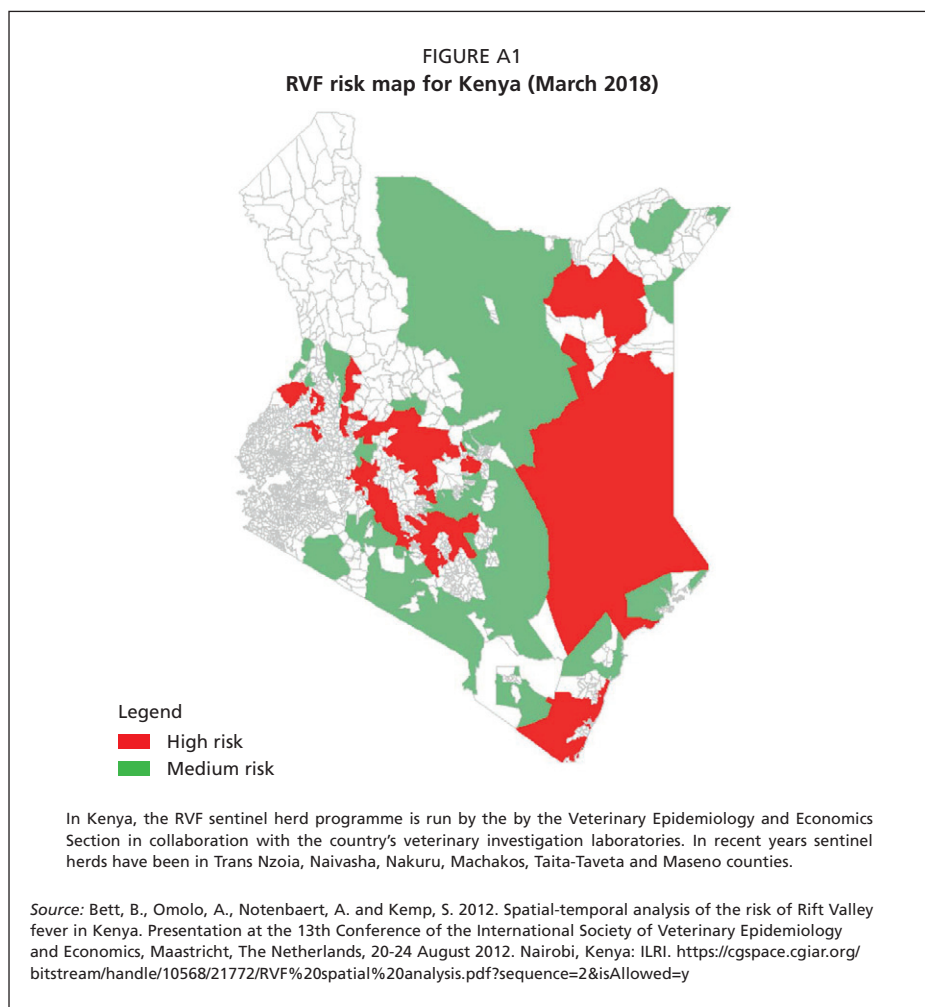 FIGURE A1
RVF risk map for Kenya (March 2018)
Legend
High risk
Medium risk
In Kenya, the RVF sentinel herd programme is run by the by the Veterinary Epidemiology and Economics
Section in collaboration with the country's veterinary investigation laboratories. In recent years sentinel
herds have been in Trans Nzoia, Naivasha, Nakuru, Machakos, Taita-Taveta and Maseno counties.
Source: Bett, B., Omolo, A., Notenbaert, A. and Kemp, S. 2012. Spatial-temporal analysis of the risk of Rift Valley
fever in Kenya. Presentation at the 13th Conference of the International Society of Veterinary Epidemiology
and Economics, Maastricht, The Netherlands, 20-24 August 2012. Nairobi, Kenya: ILRI. https://cgspace.cgiar.org/
bitstream/handle/10568/21772/RVF%20spatial%20analysis.pdf?sequence=2&isAllowed=y